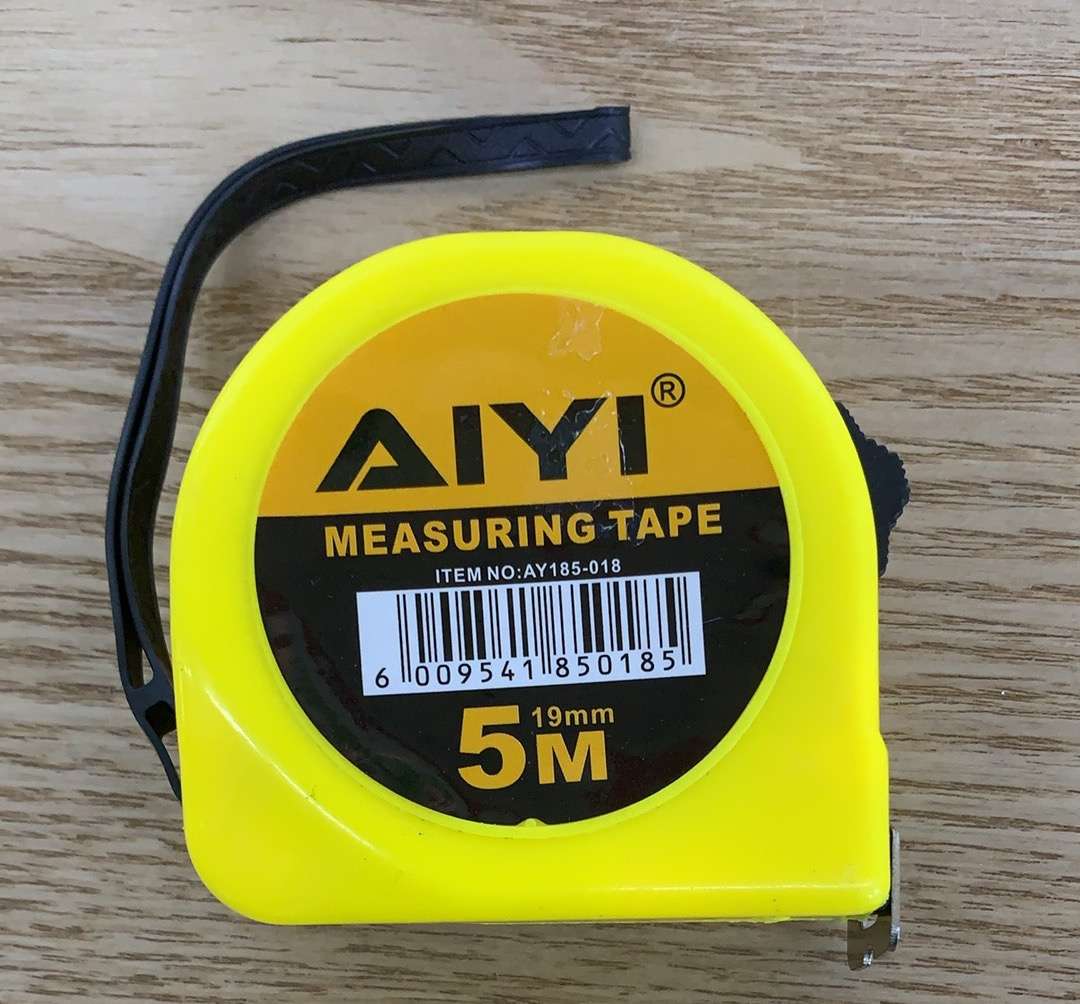 AIYI®
MEASURING TAPE
ITEM NO:AY185-018
6 009541 850185
5M 19mm